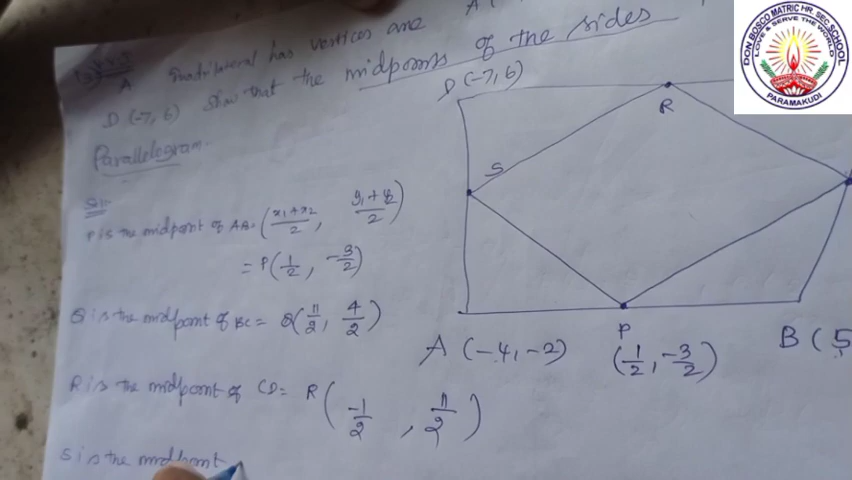 A Quadrilateral has vertices are A(
D(-7, 6) show that the midpoints of the sides
Parallelogram.
Sol:
P is the midpoint of AB: (x1+x2/2, y1+y2/2)
= P(1/2, -3/2)
Q is the midpoint of BC = Q(11/2, 4/2)
R is the midpoint of CD = R(-1/2, 11/2)
S is the midpoint
D(-7, 6)
R
S
P
A(-4, -2)
(1/2, -3/2)
B(5
DON BOSCO MATRIC HR. SEC. SCHOOL
LOVE & SERVE THE WORLD
PARAMAKUDI